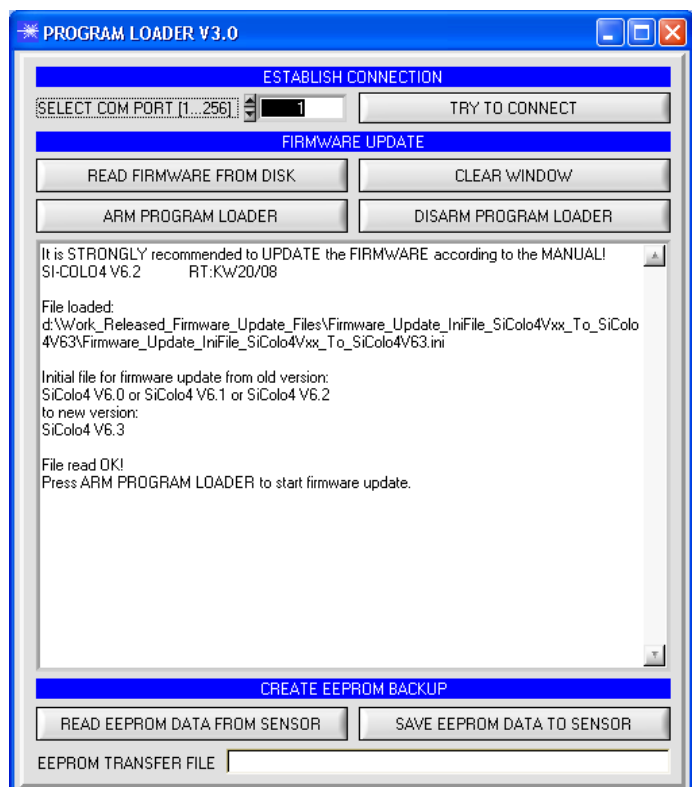 PROGRAM LOADER V3.0
ESTABLISH CONNECTION
SELECT COM PORT [1...256] 1 TRY TO CONNECT
FIRMWARE UPDATE
READ FIRMWARE FROM DISK CLEAR WINDOW
ARM PROGRAM LOADER DISARM PROGRAM LOADER
It is STRONGLY recommended to UPDATE the FIRMWARE according to the MANUAL!
SI-COLO4 V6.2 RT:KW20/08
File loaded:
d:\Work_Released_Firmware_Update_Files\Firmware_Update_IniFile_SiColo4Vxx_To_SiColo
4V63\Firmware_Update_IniFile_SiColo4Vxx_To_SiColo4V63.ini
Initial file for firmware update from old version:
SiColo4 V6.0 or SiColo4 V6.1 or SiColo4 V6.2
to new version:
SiColo4 V6.3
File read OK!
Press ARM PROGRAM LOADER to start firmware update.
CREATE EEPROM BACKUP
READ EEPROM DATA FROM SENSOR SAVE EEPROM DATA TO SENSOR
EEPROM TRANSFER FILE